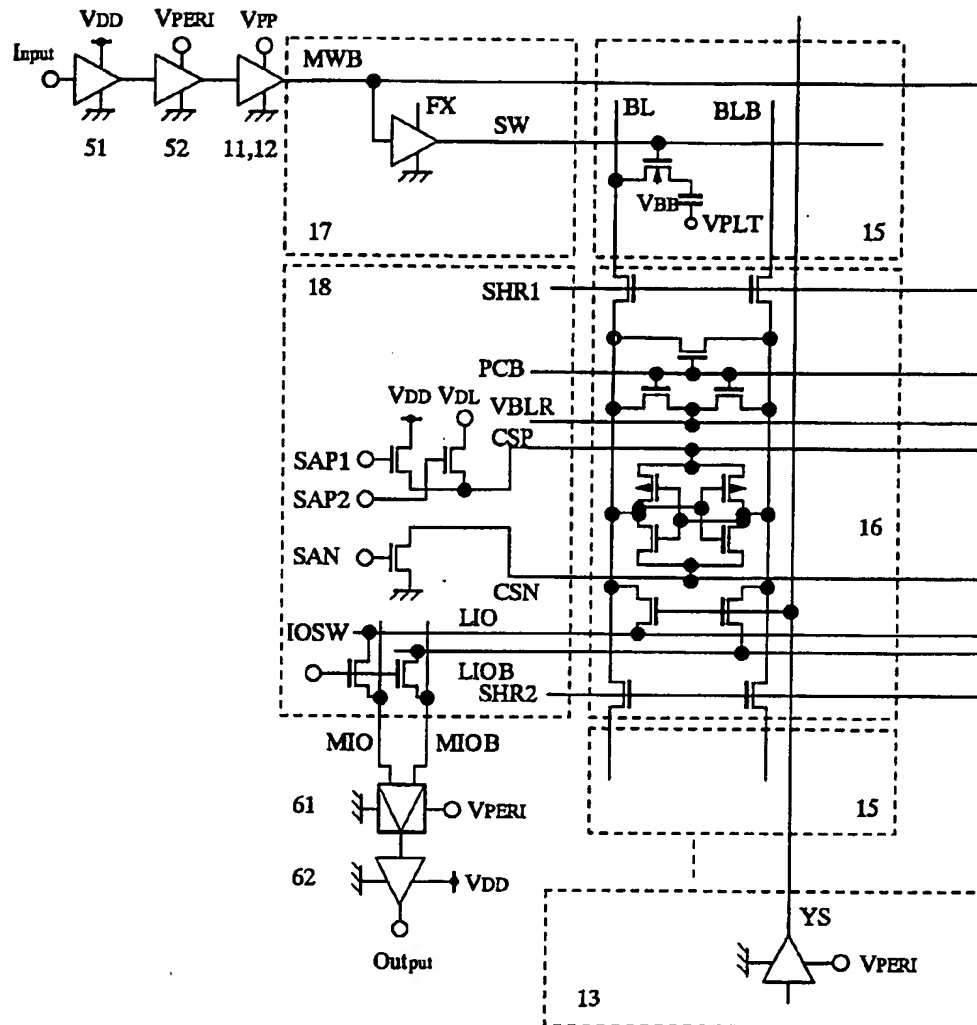 VDD VPERI VPP
Input MWB
FX BL BLB
SW
51 52 11,12
VBB
VPLT
17 15
18
SHR1
PCB
VDD VDL
VBLR
CSP
SAP1
SAP2
16
SAN
CSN
IOSW LIO
LIOB
SHR2
MIO MIOB
61 VPERI 15
62 VDD
YS
Output
VPERI
13